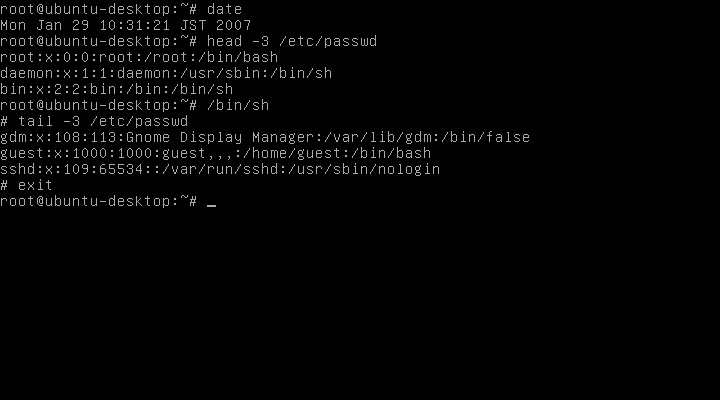 root@ubuntu-desktop:~# date
Mon Jan 29 10:31:21 JST 2007
root@ubuntu-desktop:~# head -3 /etc/passwd
root:x:0:0:root:/root:/bin/bash
daemon:x:1:1:daemon:/usr/sbin:/bin/sh
bin:x:2:2:bin:/bin:/bin/sh
root@ubuntu-desktop:~# /bin/sh
# tail -3 /etc/passwd
gdm:x:108:113:Gnome Display Manager:/var/lib/gdm:/bin/false
guest:x:1000:1000:guest,,,:/home/guest:/bin/bash
sshd:x:109:65534::/var/run/sshd:/usr/sbin/nologin
# exit
root@ubuntu-desktop:~# _